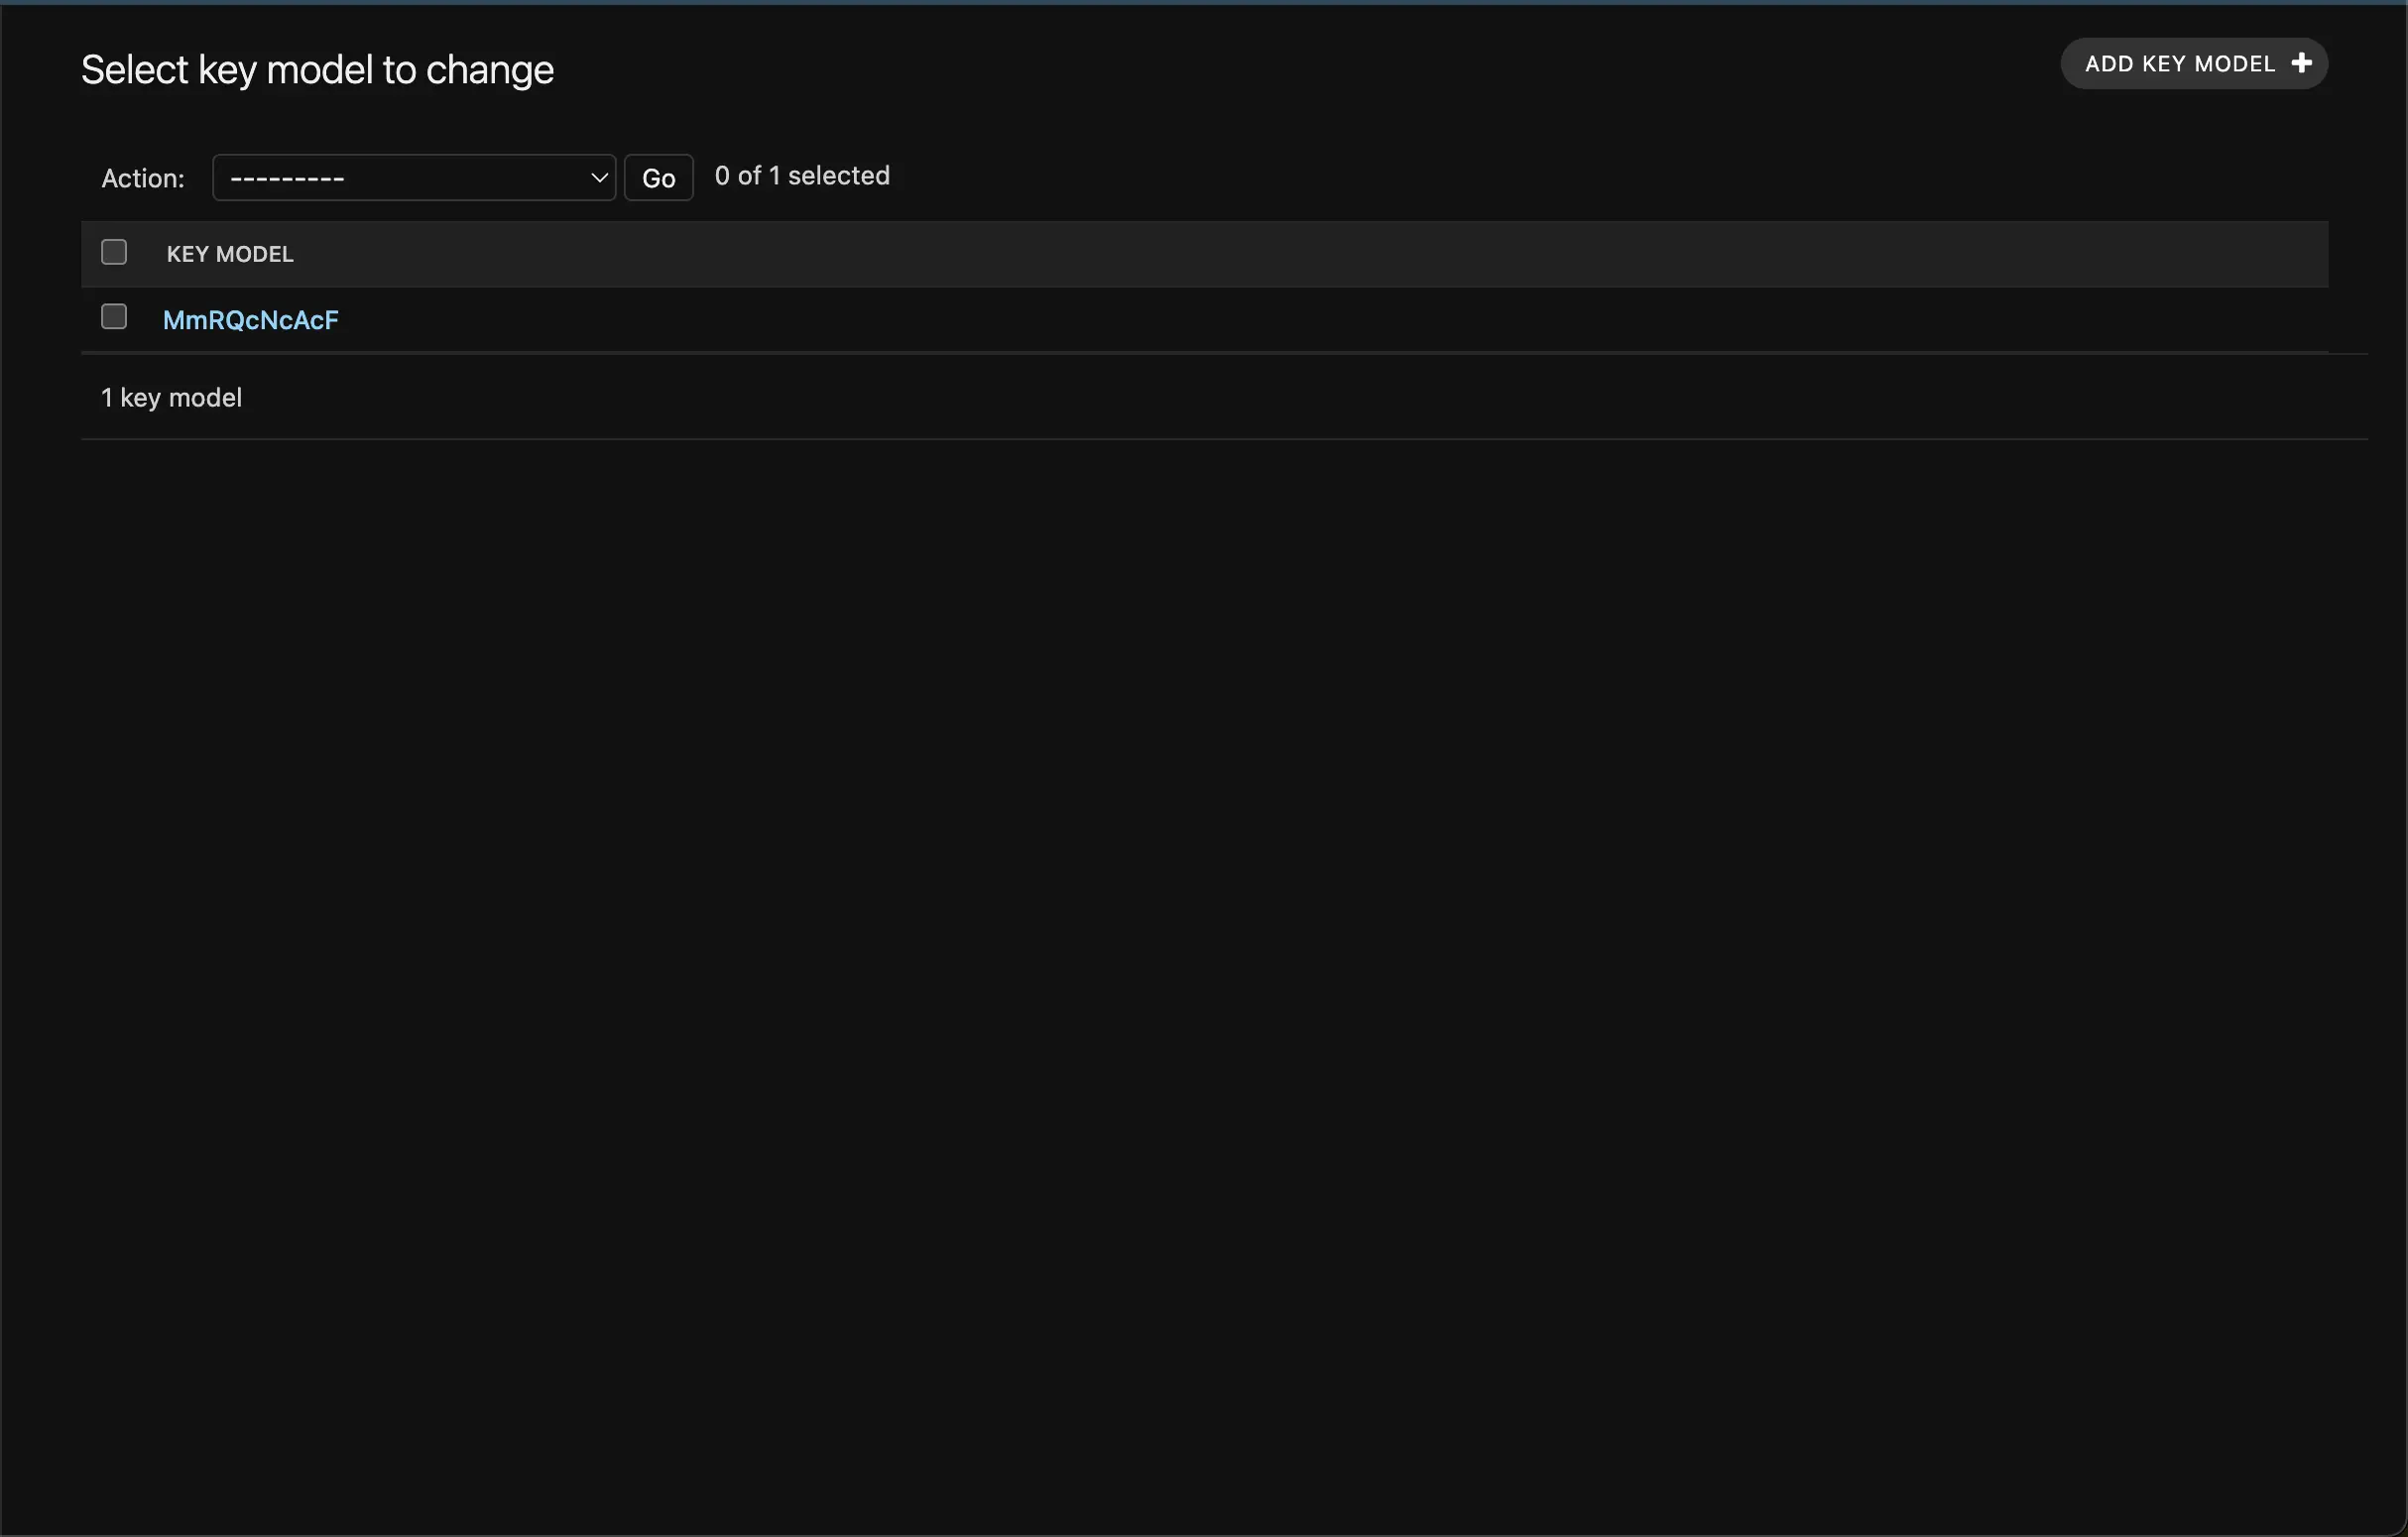 Select key model to change
ADD KEY MODEL +
Action: --------- Go 0 of 1 selected
KEY MODEL
MmRQcNcAcF
1 key model